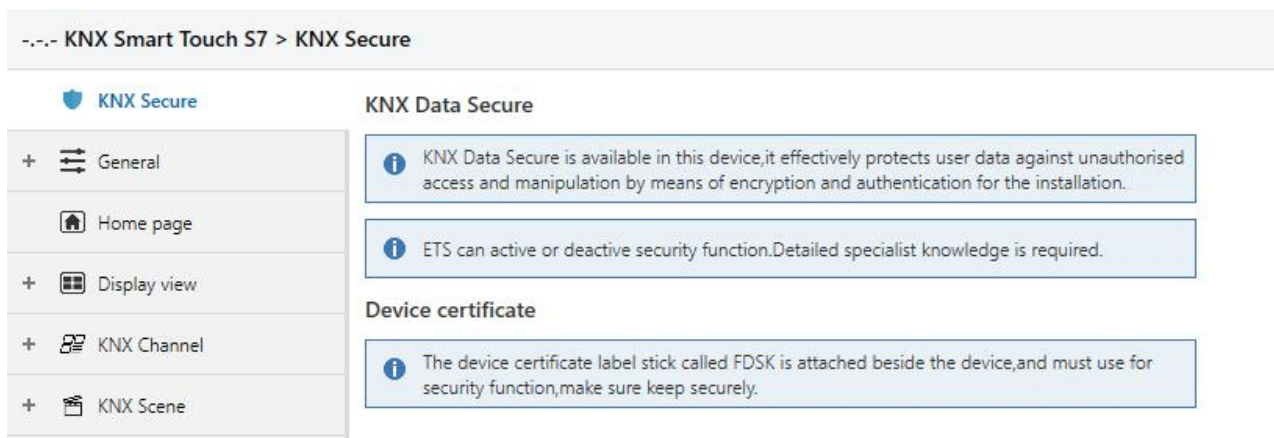 -.-.- KNX Smart Touch S7 > KNX Secure
KNX Secure
+ General
Home page
+ Display view
+ KNX Channel
+ KNX Scene
KNX Data Secure
KNX Data Secure is available in this device,it effectively protects user data against unauthorised
access and manipulation by means of encryption and authentication for the installation.
ETS can active or deactive security function.Detailed specialist knowledge is required.
Device certificate
The device certificate label stick called FDSK is attached beside the device,and must use for
security function,make sure keep securely.